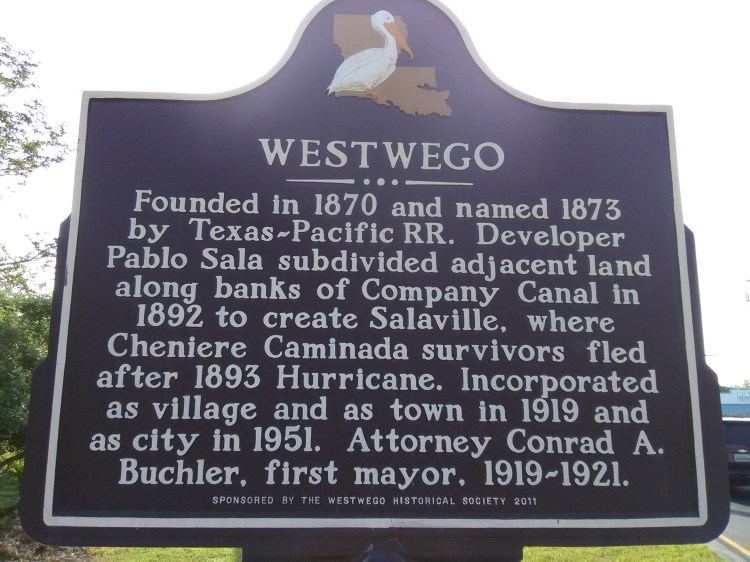 WESTWEGO
Founded in 1870 and named 1873
by Texas-Pacific RR. Developer
Pablo Sala subdivided adjacent land
along banks of Company Canal in
1892 to create Salaville, where
Cheniere Caminada survivors fled
after 1893 Hurricane. Incorporated
as village and as town in 1919 and
as city in 1951. Attorney Conrad A.
Buchler, first mayor, 1919-1921.
SPONSORED BY THE WESTWEGO HISTORICAL SOCIETY 2011